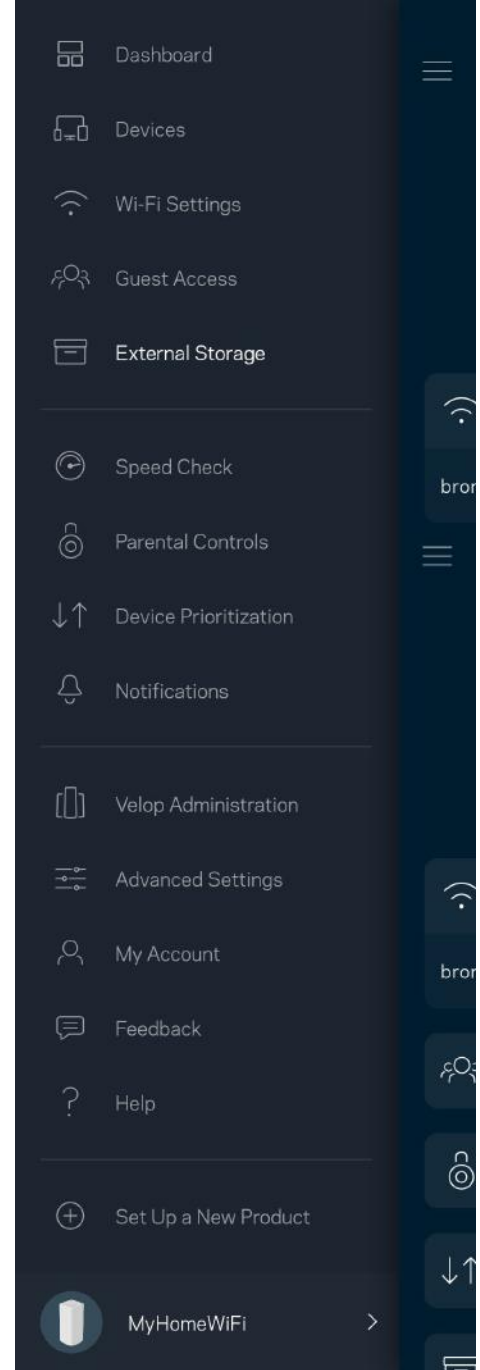 Dashboard
Devices
Wi-Fi Settings
Guest Access
External Storage
Speed Check
Parental Controls
Device Prioritization
Notifications
Velop Administration
Advanced Settings
My Account
Feedback
Help
Set Up a New Product
MyHomeWiFi
bror
bror